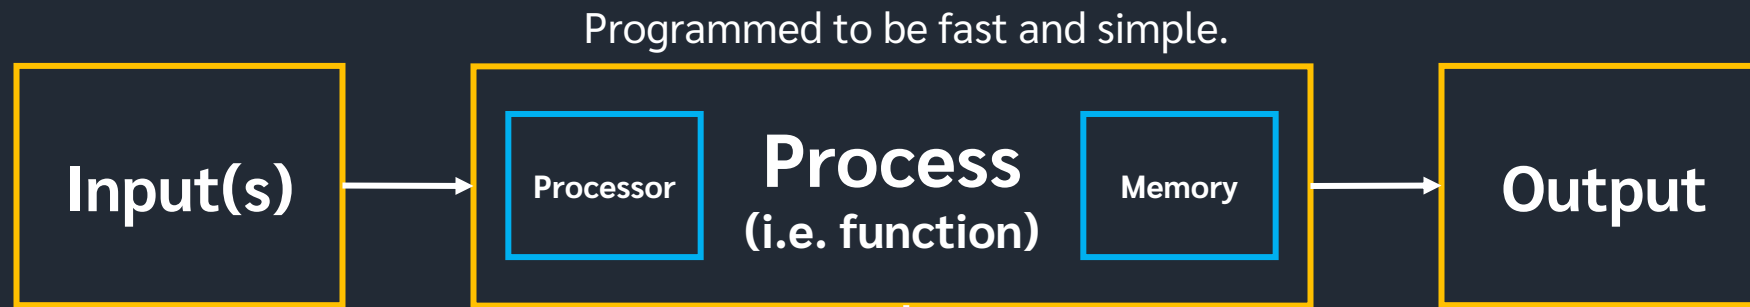 Programmed to be fast and simple.
Input(s)
Processor
Process
(i.e. function)
Memory
Output